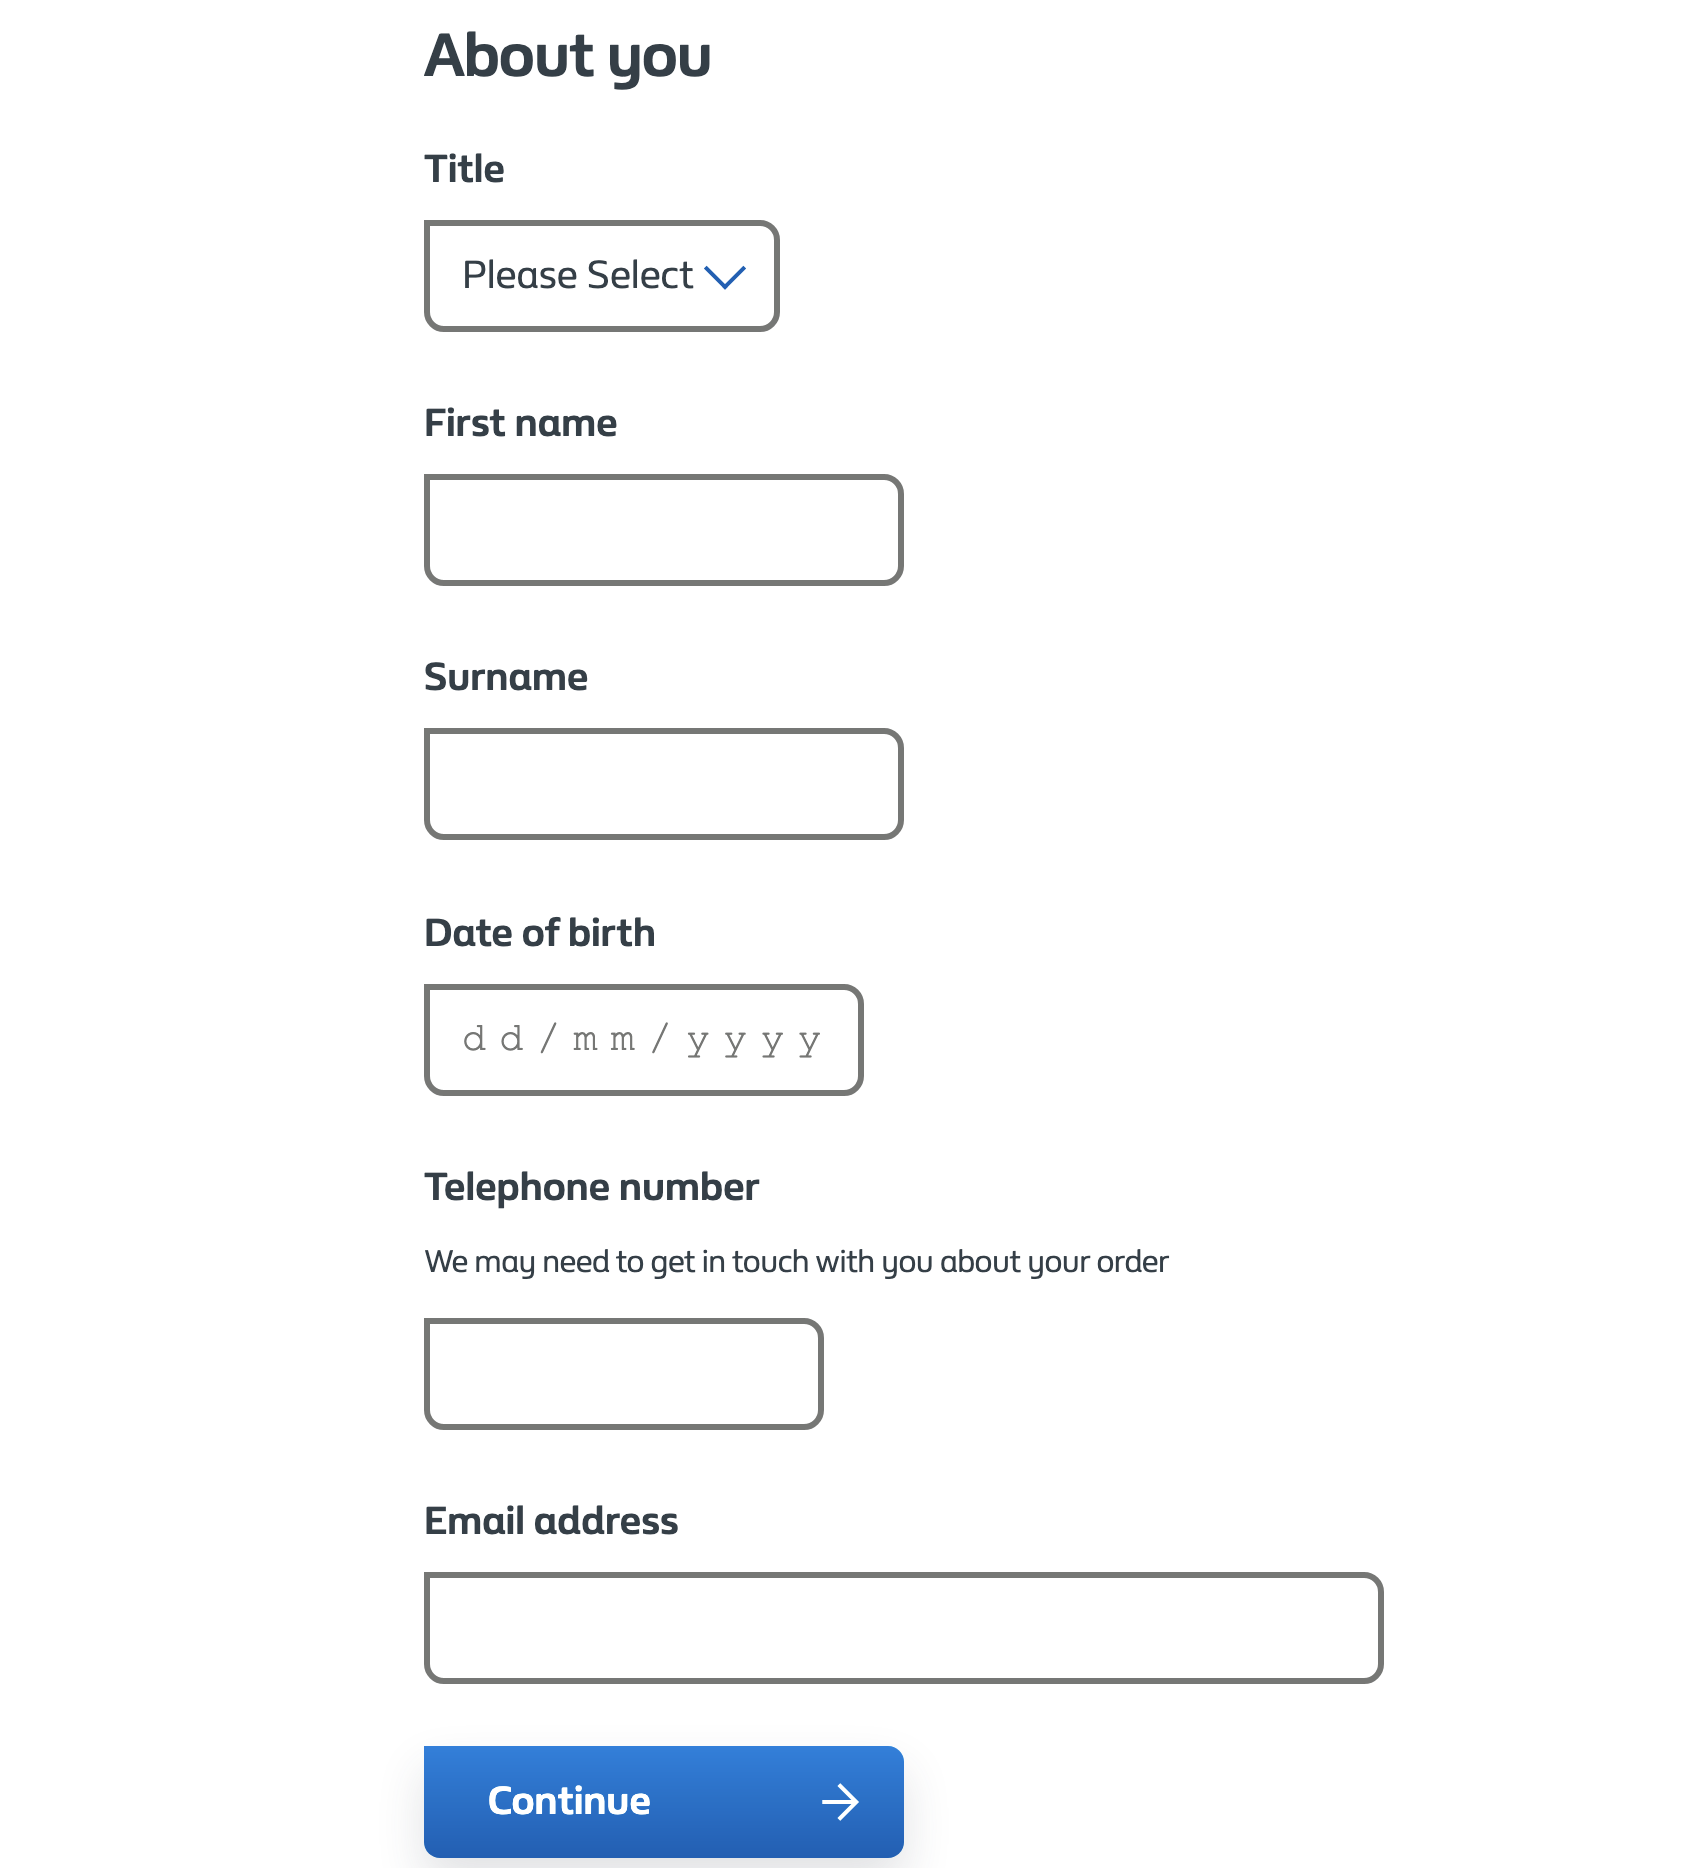 About you
Title
Please Select
First name
Surname
Date of birth
dd/mm/yyyy
Telephone number
We may need to get in touch with you about your order
Email address
Continue